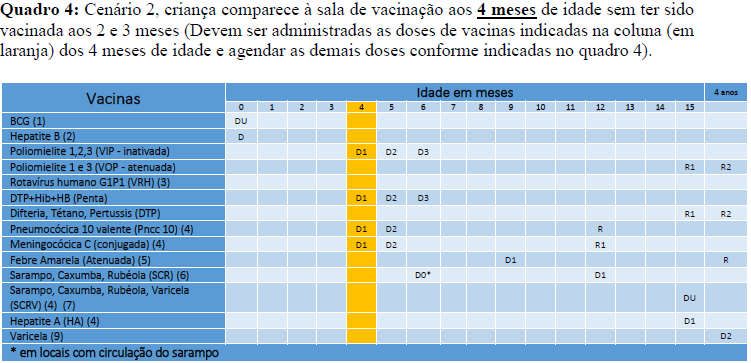 Quadro 4: Cenário 2, criança comparece à sala de vacinação aos 4 meses de idade sem ter sido
vacinada aos 2 e 3 meses (Devem ser administradas as doses de vacinas indicadas na coluna (em
laranja) dos 4 meses de idade e agendar as demais doses conforme indicadas no quadro 4).
Vacinas Idade em meses 4 anos
0 1 2 3 4 5 6 7 8 9 10 11 12 13 14 15
BCG (1) DU
Hepatite B (2) D
Poliomielite 1,2,3 (VIP - inativada) D1 D2 D3
Poliomielite 1 e 3 (VOP - atenuada) R1 R2
Rotavírus humano G1P1 (VRH) (3)
DTP+Hib+HB (Penta) D1 D2 D3
Difteria, Tétano, Pertussis (DTP) R1 R2
Pneumocócica 10 valente (Pncc 10) (4) D1 D2 R
Meningocócica C (conjugada) (4) D1 D2 R1
Febre Amarela (Atenuada) (5) D1 R
Sarampo, Caxumba, Rubéola (SCR) (6) D0* D1
Sarampo, Caxumba, Rubéola, Varicela
(SCRV) (4) (7) DU
Hepatite A (HA) (4) D1
Varicela (9) D2
* em locais com circulação do sarampo